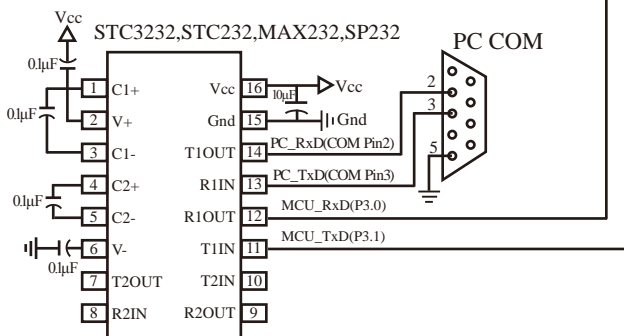 Vcc
STC3232,STC232,MAX232,SP232
PC COM
0.1μF
1 C1+ Vcc 16 Vcc
10μF
0.1μF
2 V+ Gnd 15 Gnd
3 C1- T1OUT 14 PC_RxD(COM Pin2)
4 C2+ R1IN 13 PC_TxD(COM Pin3)
0.1μF
5 C2- R1OUT 12 MCU_RxD(P3.0)
6 V- T1IN 11 MCU_TxD(P3.1)
0.1μF
7 T2OUT T2IN 10
8 R2IN R2OUT 9
2
3
5